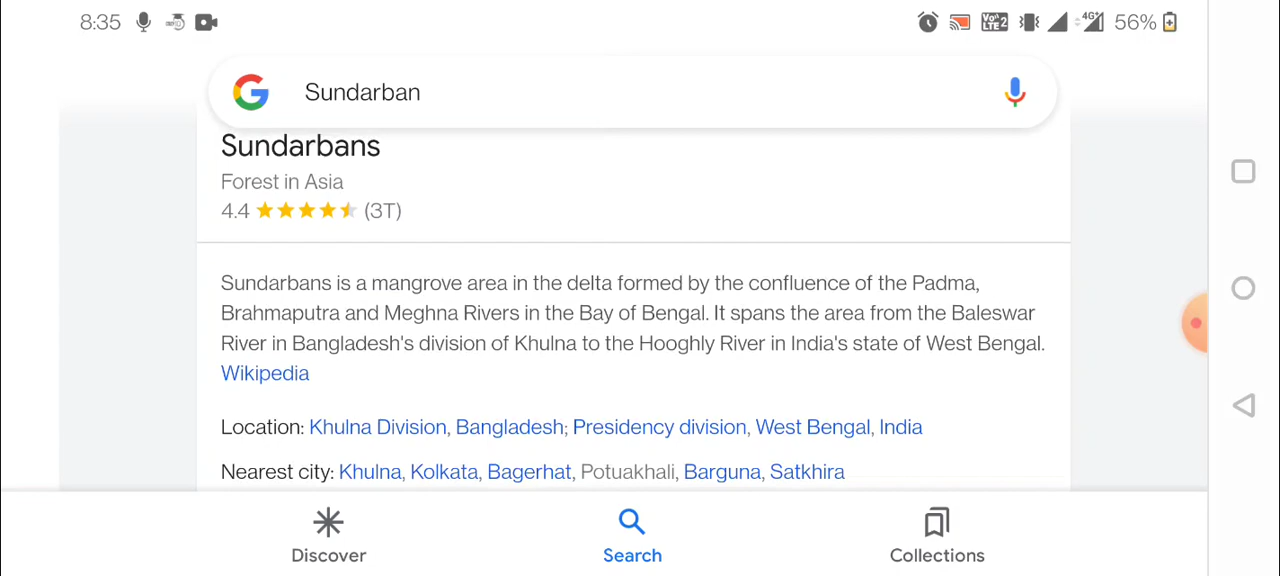 8:35 VoD LTE2 4G+ 56%
Sundarban
Sundarbans
Forest in Asia
4.4 (3T)
Sundarbans is a mangrove area in the delta formed by the confluence of the Padma,
Brahmaputra and Meghna Rivers in the Bay of Bengal. It spans the area from the Baleswar
River in Bangladesh's division of Khulna to the Hooghly River in India's state of West Bengal.
Wikipedia
Location: Khulna Division, Bangladesh; Presidency division, West Bengal, India
Nearest city: Khulna, Kolkata, Bagerhat, Potuakhali, Barguna, Satkhira
Discover Search Collections